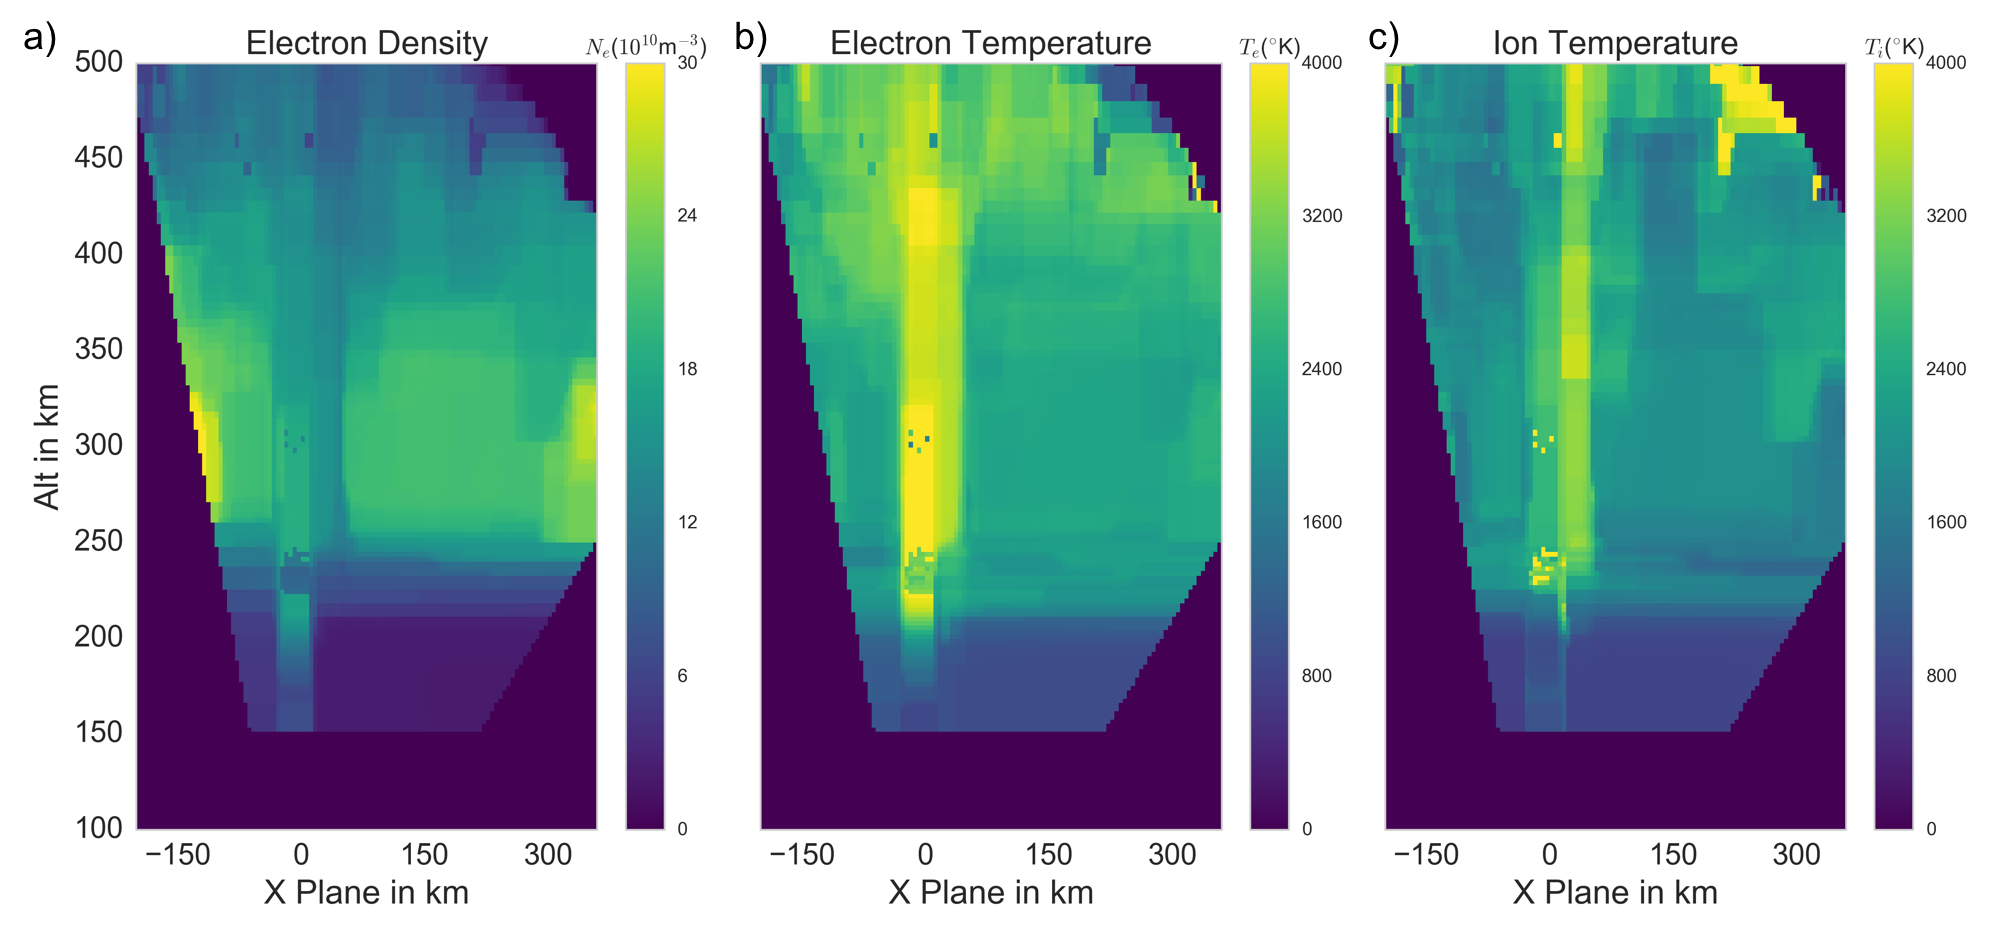 a) Electron Density N_e(10^10 m^−3)
500
450
400
350
300
250
200
150
100
Alt in km
−150 0 150 300
X Plane in km
30
24
18
12
6
0
b) Electron Temperature T_e(°K)
−150 0 150 300
X Plane in km
4000
3200
2400
1600
800
0
c) Ion Temperature T_i(°K)
−150 0 150 300
X Plane in km
4000
3200
2400
1600
800
0